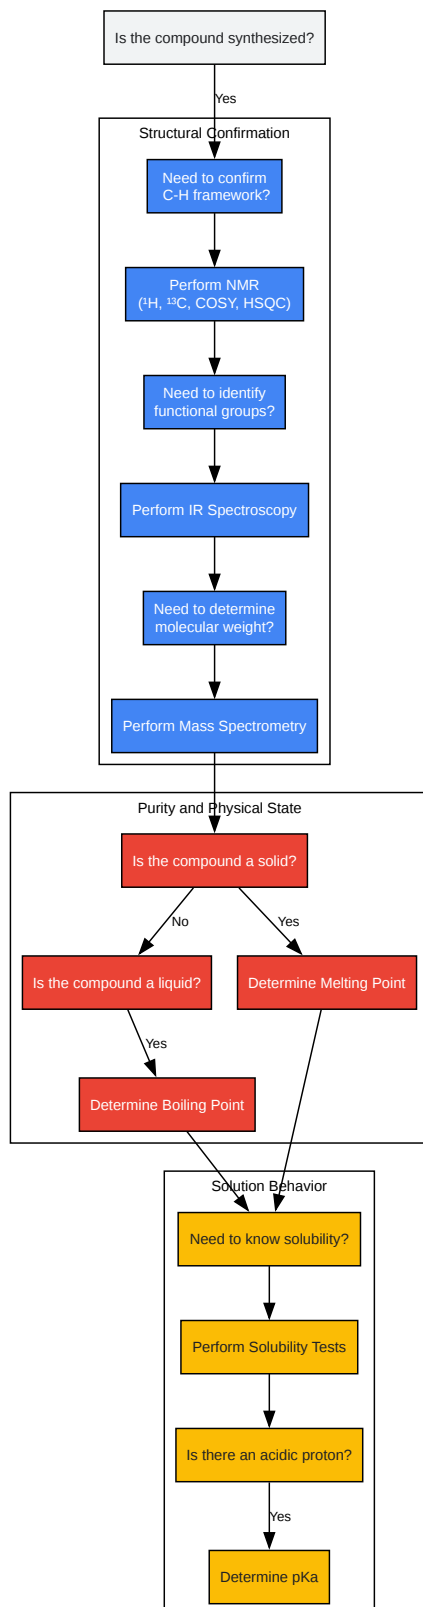 Is the compound synthesized?
Yes
Structural Confirmation
Need to confirm
C-H framework?
Perform NMR
(¹H, ¹³C, COSY, HSQC)
Need to identify
functional groups?
Perform IR Spectroscopy
Need to determine
molecular weight?
Perform Mass Spectrometry
Purity and Physical State
Is the compound a solid?
No
Yes
Is the compound a liquid?
Determine Melting Point
Yes
Determine Boiling Point
Solution Behavior
Need to know solubility?
Perform Solubility Tests
Is there an acidic proton?
Yes
Determine pKa